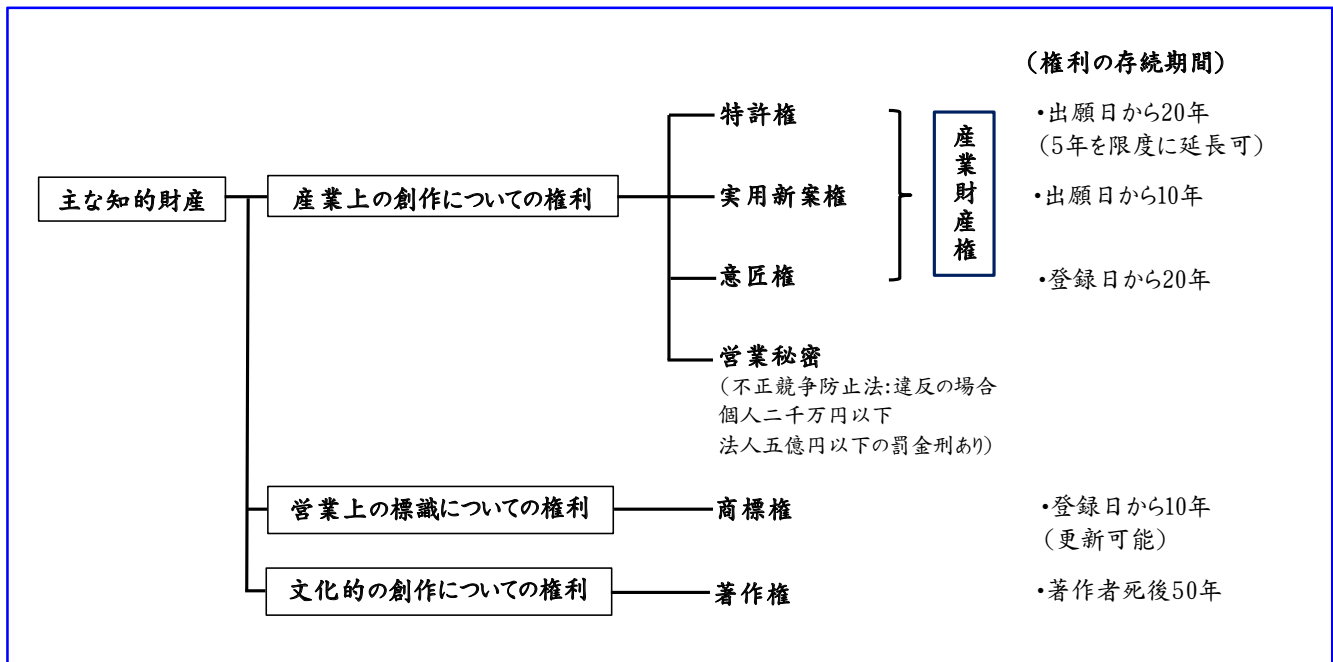 (権利の存続期間)
主な知的財産
産業上の創作についての権利
特許権
・出願日から20年
(5年を限度に延長可)
実用新案権
・出願日から10年
意匠権
・登録日から20年
産業財産権
営業秘密
(不正競争防止法:違反の場合
個人二千万円以下
法人五億円以下の罰金刑あり)
営業上の標識についての権利
商標権
・登録日から10年
(更新可能)
文化的の創作についての権利
著作権
・著作者死後50年